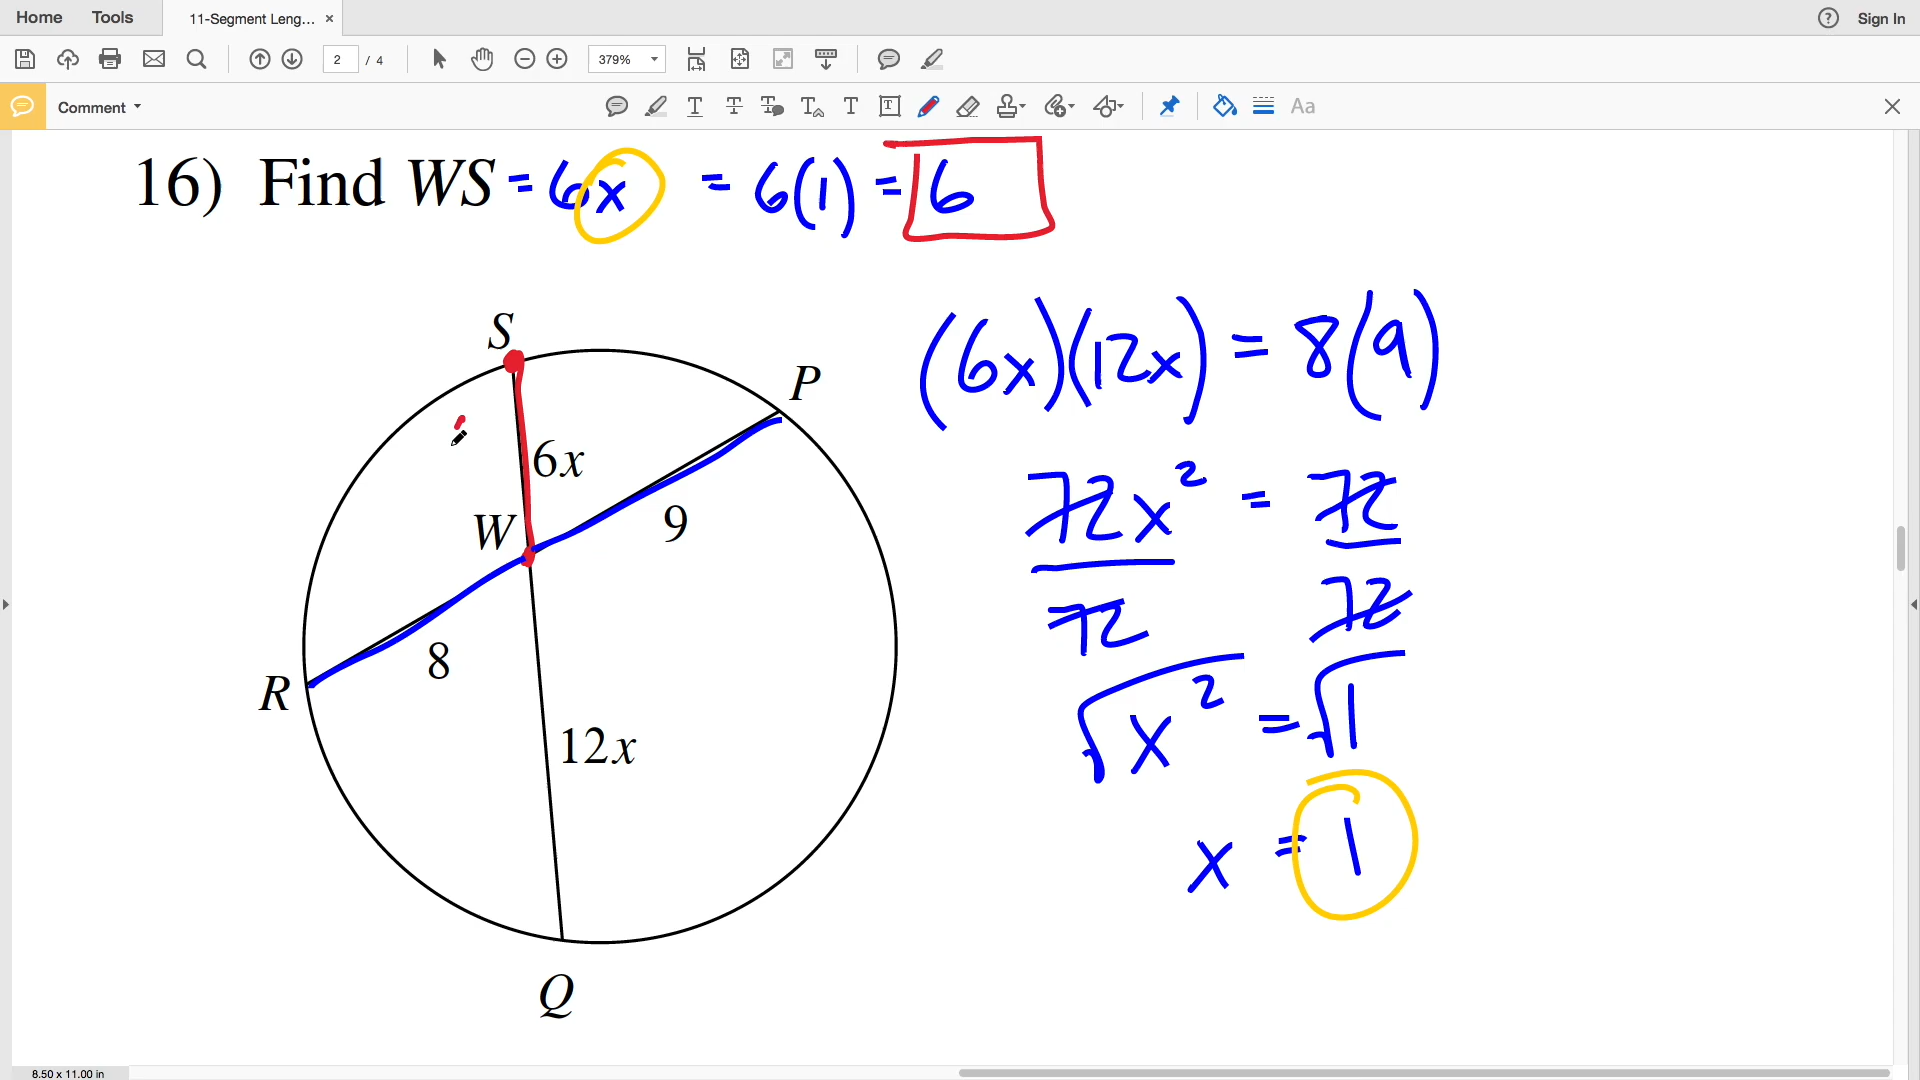 Home Tools 11-Segment Leng... × ? Sign In
2 / 4 379%
Comment T T T T T T Aa
16) Find WS = 6x = 6(1) = 6
S
P
(6x)(12x) = 8(9)
6x
72x² = 72
W
9
72 72
8
R
√x² = √1
12x
x = 1
Q
8.50 x 11.00 in